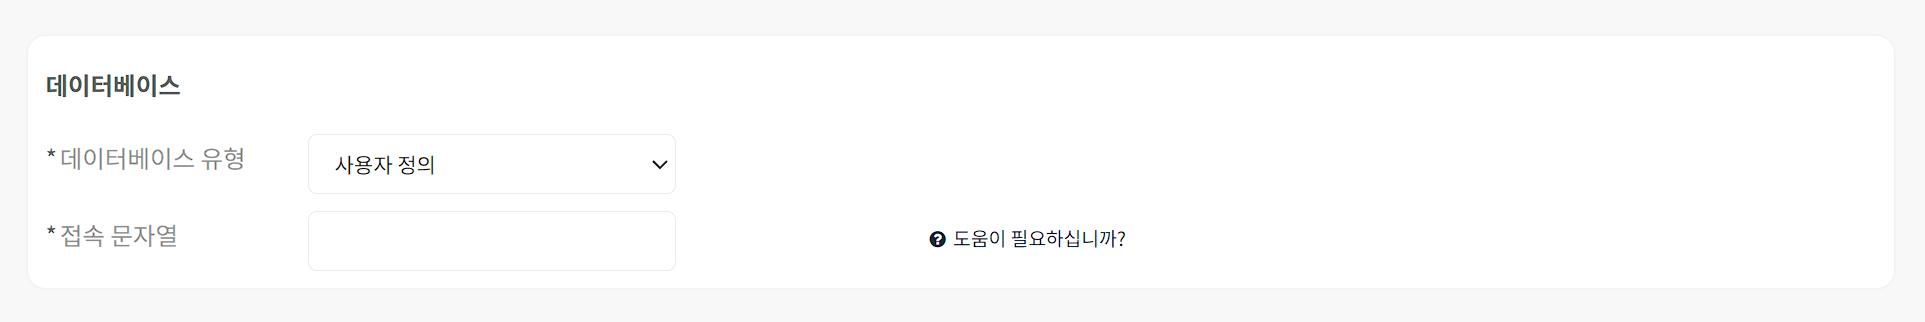 데이터베이스
* 데이터베이스 유형
사용자 정의
* 접속 문자열
도움이 필요하십니까?